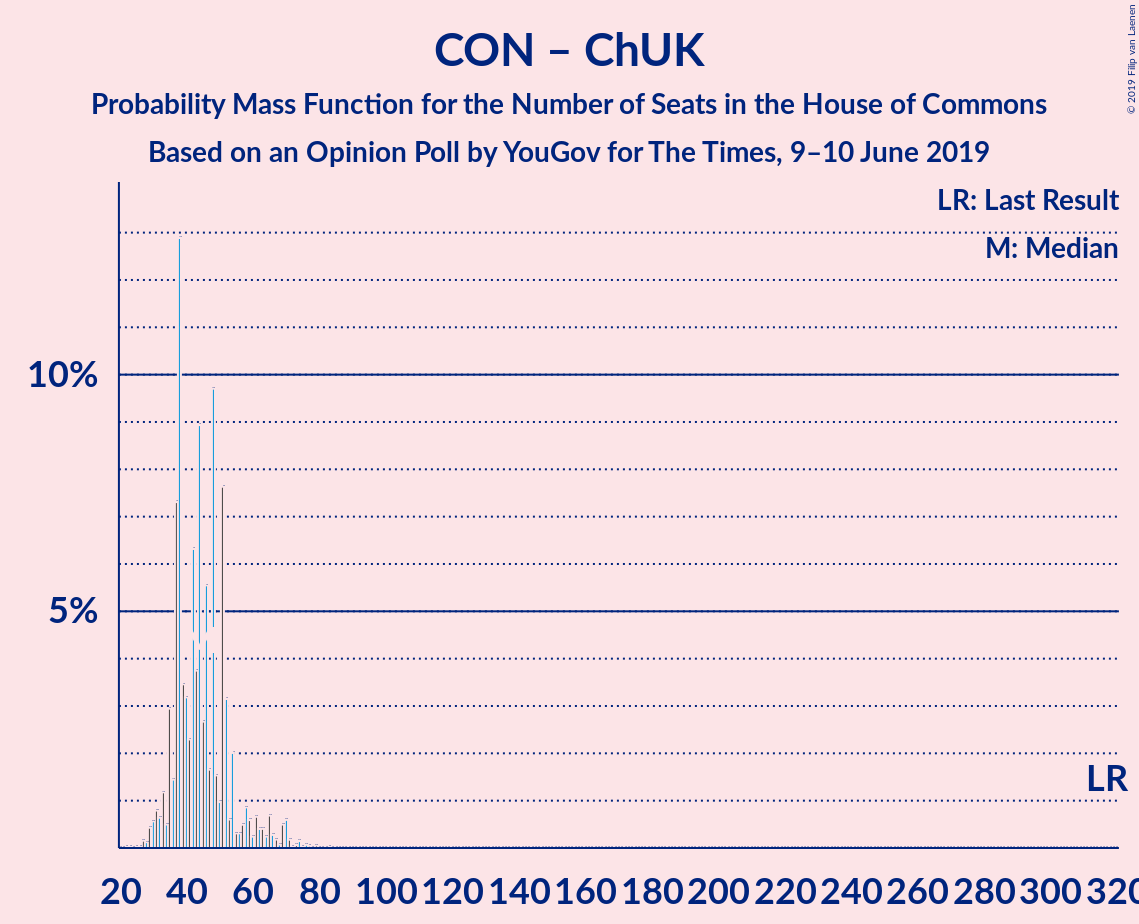 CON – ChUK
Probability Mass Function for the Number of Seats in the House of Commons
Based on an Opinion Poll by YouGov for The Times, 9–10 June 2019
© 2019 Filip van Laenen
LR: Last Result
M: Median
10%
5%
LR
20 40 60 80 100 120 140 160 180 200 220 240 260 280 300 320